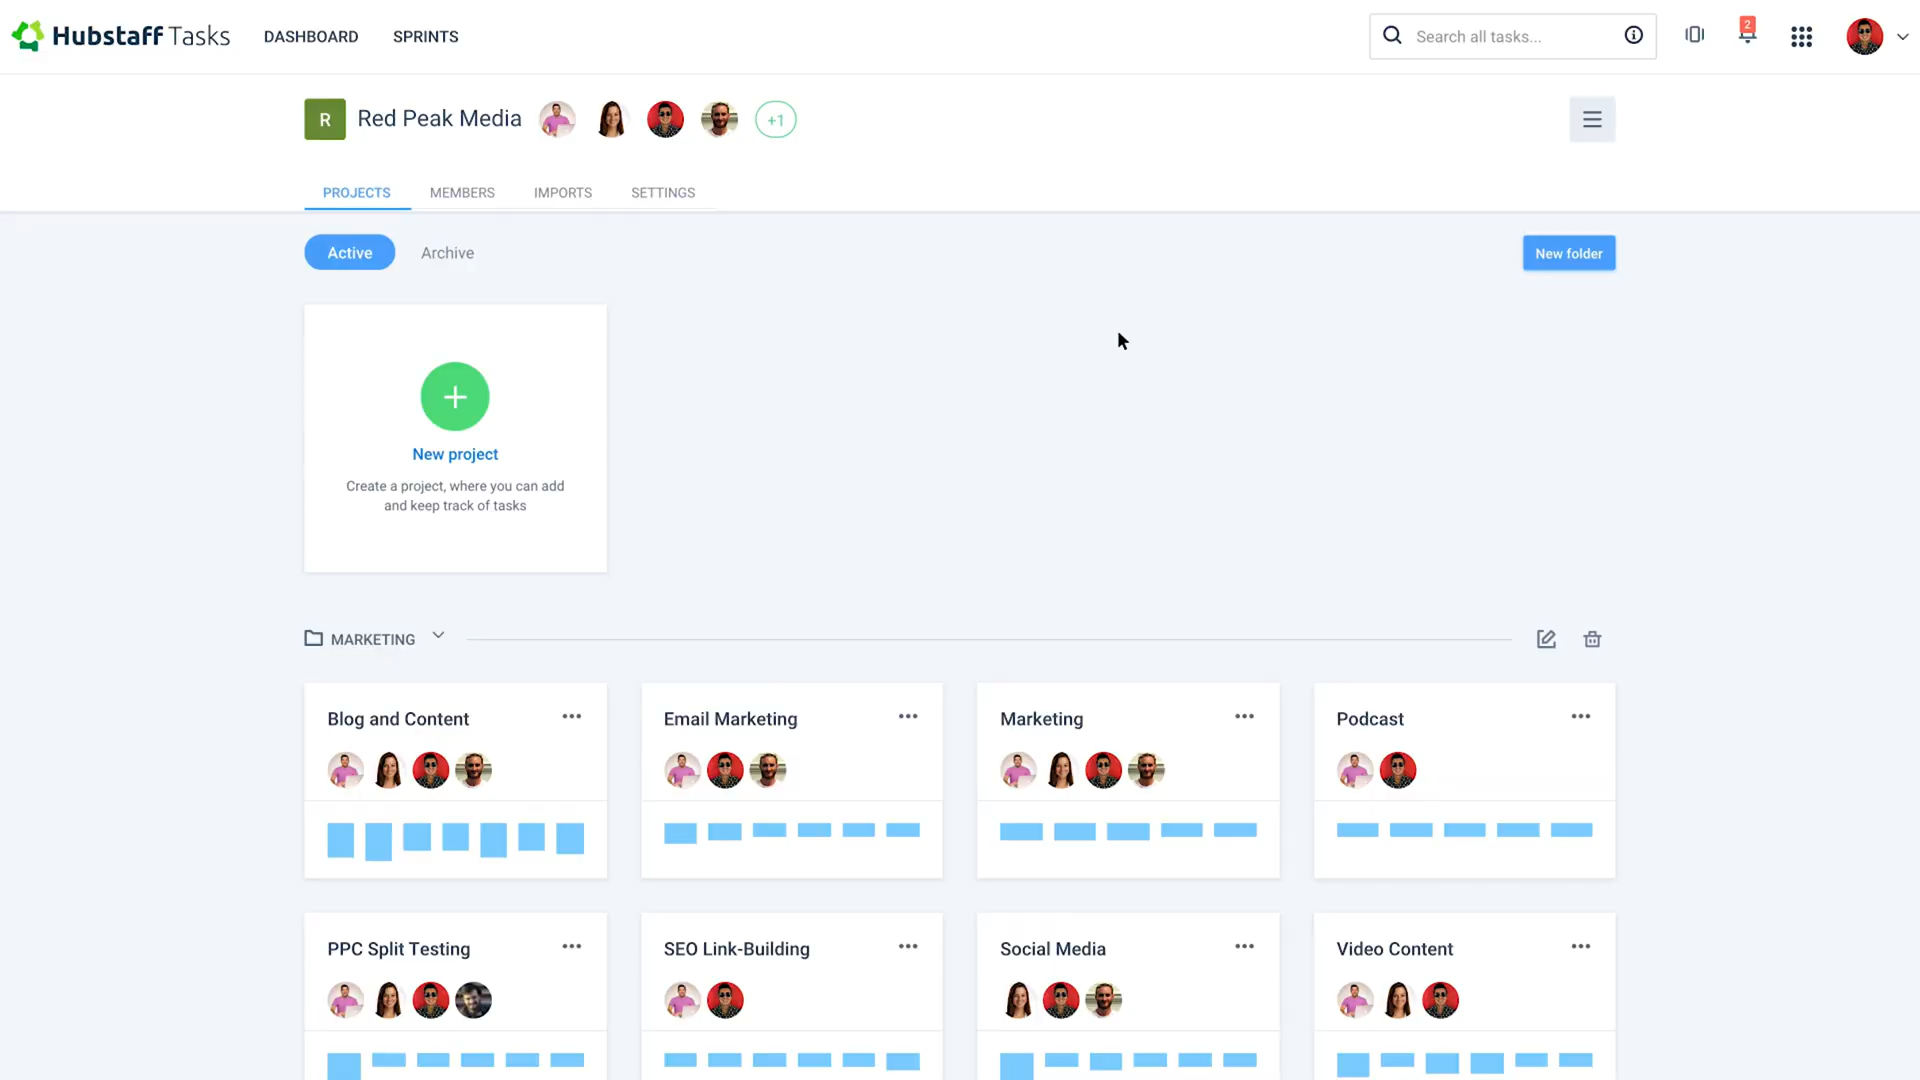 Hubstaff Tasks
DASHBOARD
SPRINTS
Search all tasks...
2
R
Red Peak Media
+1
PROJECTS
MEMBERS
IMPORTS
SETTINGS
Active
Archive
New folder
New project
Create a project, where you can add
and keep track of tasks
MARKETING
Blog and Content
Email Marketing
Marketing
Podcast
PPC Split Testing
SEO Link-Building
Social Media
Video Content